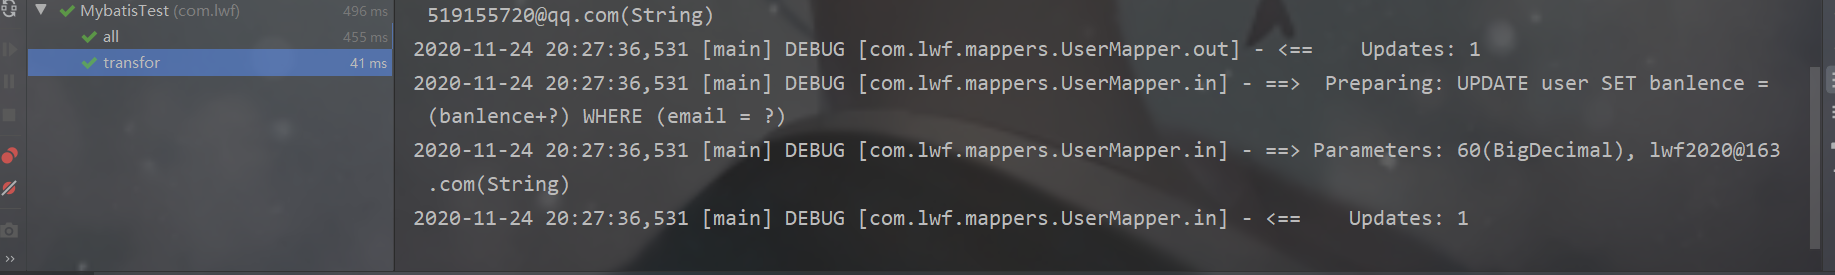 MybatisTest (com.lwf) 496 ms
all 455 ms
transfor 41 ms
519155720@qq.com(String)
2020-11-24 20:27:36,531 [main] DEBUG [com.lwf.mappers.UserMapper.out] - <==    Updates: 1
2020-11-24 20:27:36,531 [main] DEBUG [com.lwf.mappers.UserMapper.in] - ==>  Preparing: UPDATE user SET banlence =
(banlence+?) WHERE (email = ?)
2020-11-24 20:27:36,531 [main] DEBUG [com.lwf.mappers.UserMapper.in] - ==> Parameters: 60(BigDecimal), lwf2020@163
.com(String)
2020-11-24 20:27:36,531 [main] DEBUG [com.lwf.mappers.UserMapper.in] - <==    Updates: 1